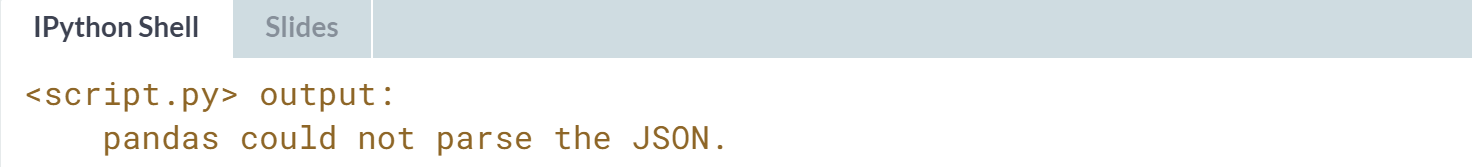 IPython Shell Slides
<script.py> output:
pandas could not parse the JSON.